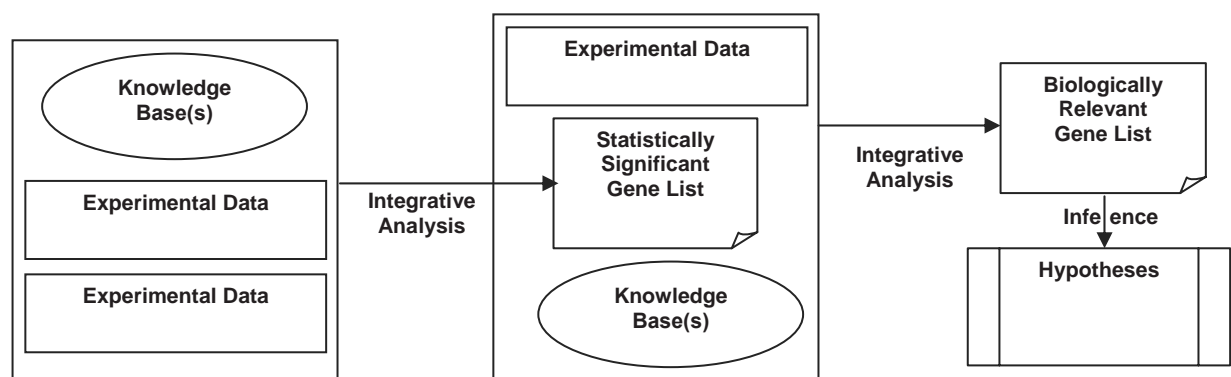 Knowledge
Base(s)
Experimental Data
Experimental Data
Integrative
Analysis
Experimental Data
Statistically
Significant
Gene List
Knowledge
Base(s)
Integrative
Analysis
Biologically
Relevant
Gene List
Inference
Hypotheses